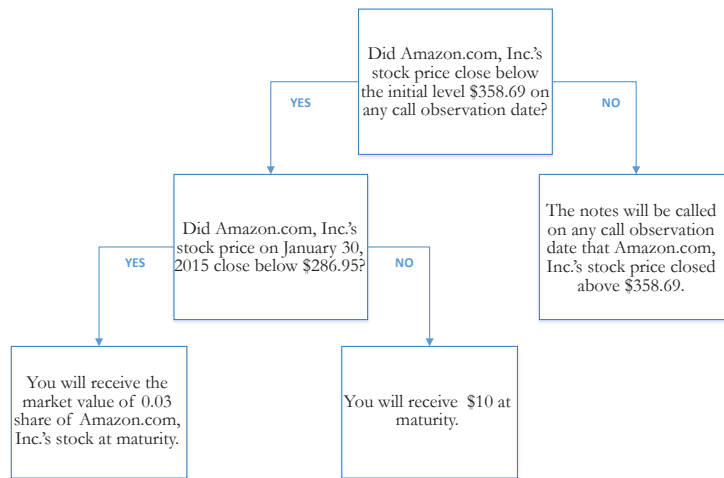 Did Amazon.com, Inc.'s
stock price close below
the initial level $358.69 on
any call observation date?
YES
NO
Did Amazon.com, Inc.'s
stock price on January 30,
2015 close below $286.95?
The notes will be called
on any call observation
date that Amazon.com,
Inc.'s stock price closed
above $358.69.
YES
NO
You will receive the
market value of 0.03
share of Amazon.com,
Inc.'s stock at maturity.
You will receive $10 at
maturity.